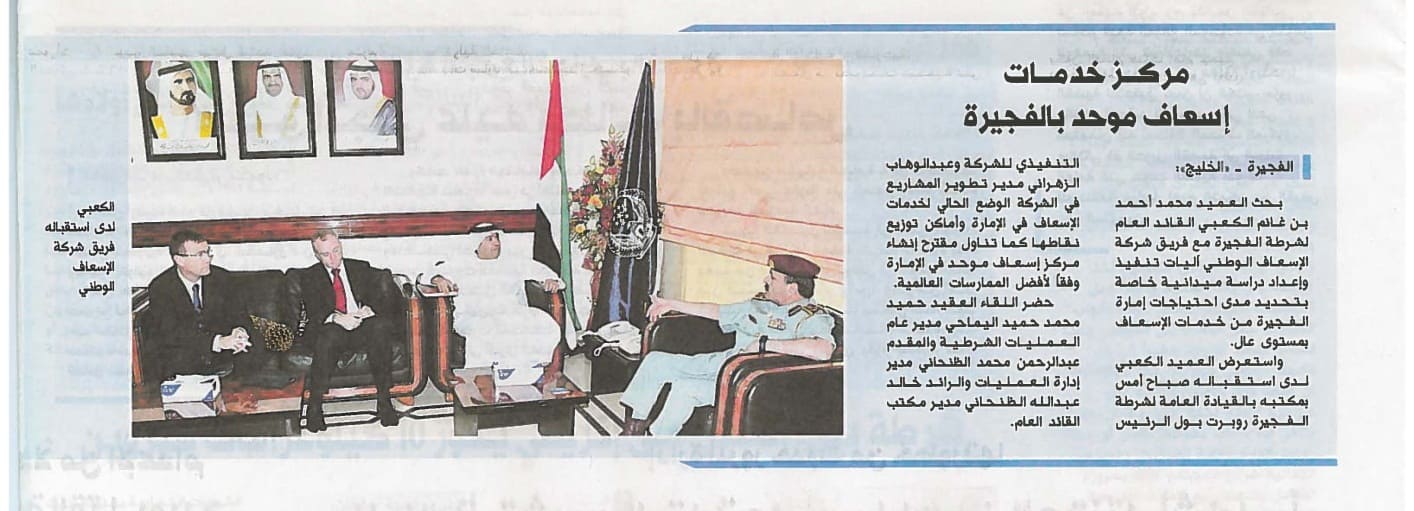 مركز خدمات
إسعاف موحد بالفجيرة
الفجيرة - «الخليج»:
بحث العميد محمد أحمد
بن غانم الكعبي القائد العام
لشرطة الفجيرة مع فريق شركة
الإسعاف الوطني آليات تنفيذ
وإعداد دراسة ميدانية خاصة
بتحديد مدى احتياجات إمارة
الفجيرة من خدمات الإسعاف
بمستوى عال.
واستعرض العميد الكعبي
لدى استقباله صباح أمس
بمكتبه بالقيادة العامة لشرطة
الفجيرة روبرت بول الرئيس
التنفيذي للشركة وعبدالوهاب
الزهراني مدير تطوير المشاريع
في الشركة الوضع الحالي لخدمات
الإسعاف في الإمارة وأماكن توزيع
نقاطها كما تناول مقترح إنشاء
مركز إسعاف موحد في الإمارة
وفقاً لأفضل الممارسات العالمية.
حضر اللقاء العقيد حميد
محمد حميد اليماحي مدير عام
العمليات الشرطية والمقدم
عبدالرحمن محمد الظنحاني مدير
إدارة العمليات والرائد خالد
عبدالله الظنحاني مدير مكتب
القائد العام.
الكعبي
لدى استقباله
فريق شركة
الإسعاف
الوطني